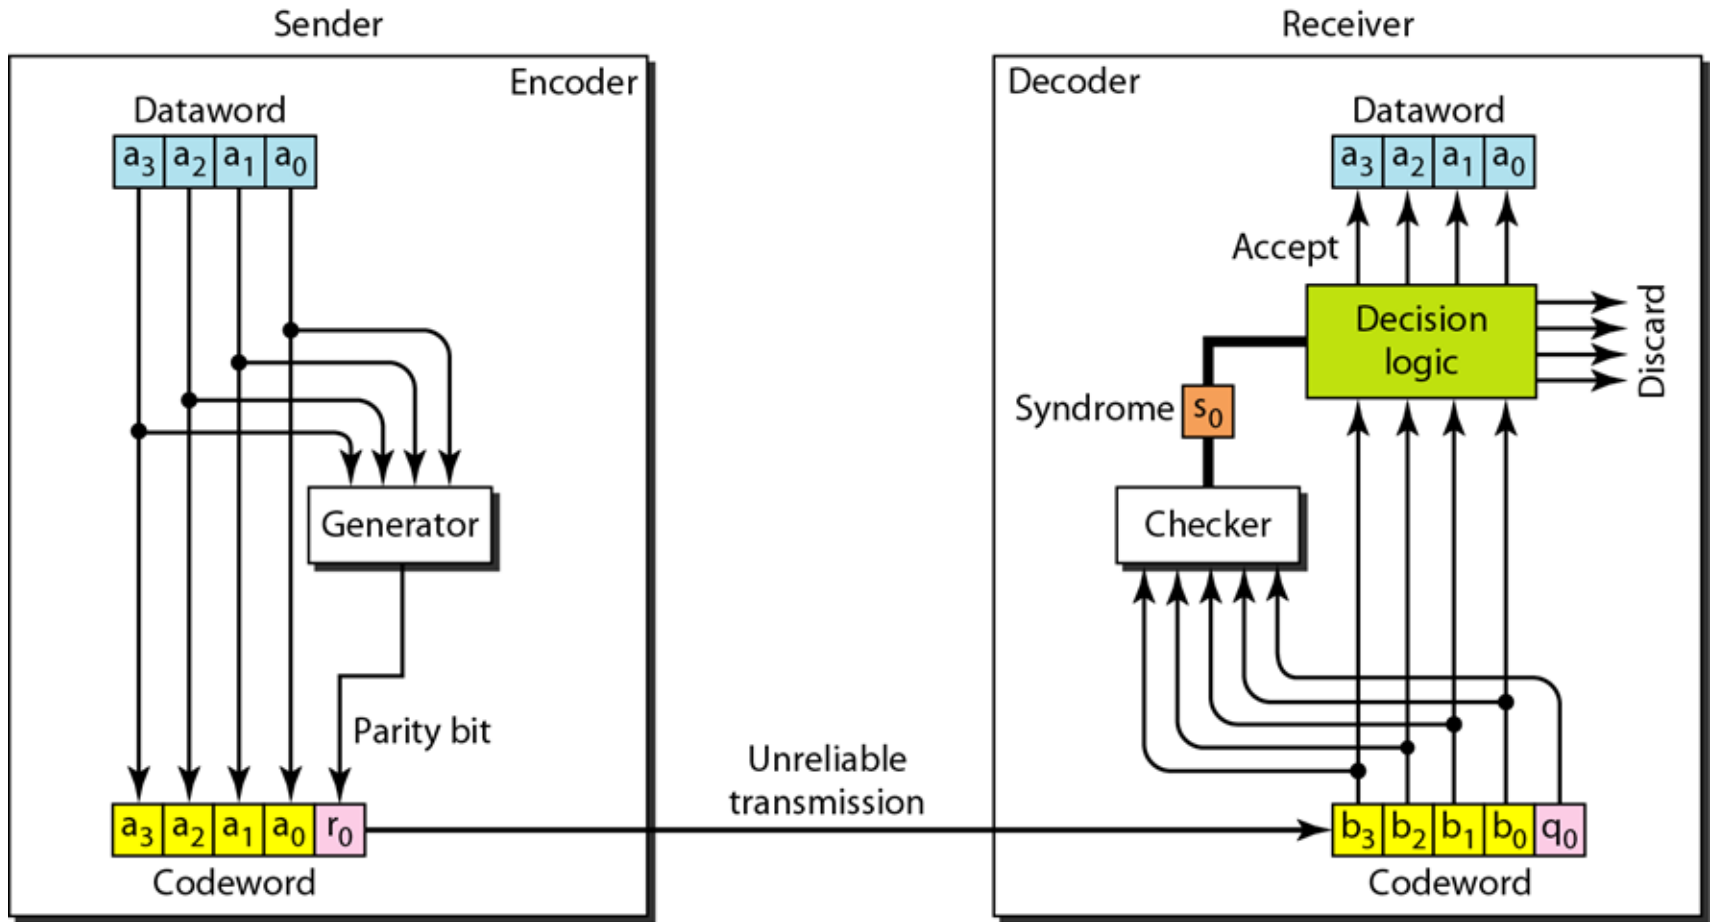 Sender
Encoder
Dataword
a3 a2 a1 a0
Generator
Parity bit
a3 a2 a1 a0 r0
Codeword
Unreliable
transmission
Receiver
Decoder
Dataword
a3 a2 a1 a0
Accept
Decision
logic
Discard
Syndrome
s0
Checker
b3 b2 b1 b0 q0
Codeword